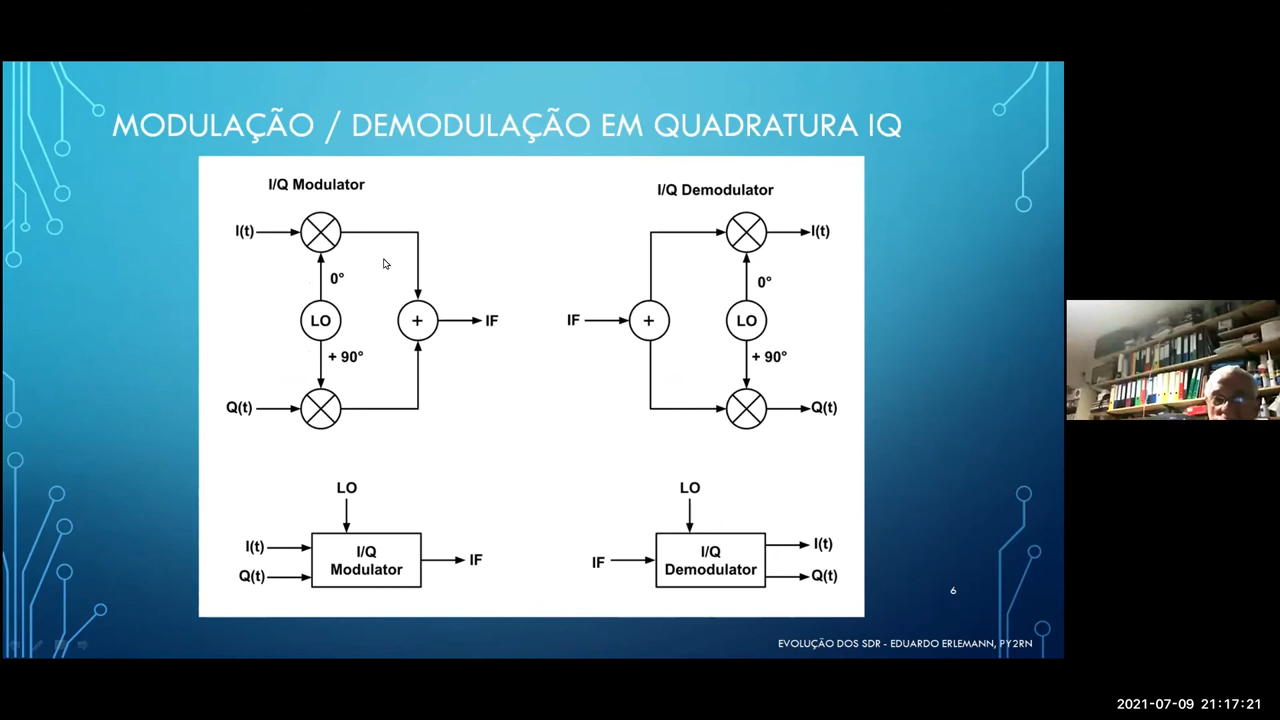 MODULAÇÃO / DEMODULAÇÃO EM QUADRATURA IQ
I/Q Modulator
I(t)
0°
LO
+
IF
+ 90°
Q(t)
I/Q Demodulator
I(t)
0°
IF
+
LO
+ 90°
Q(t)
LO
I(t)
Q(t)
I/Q
Modulator
IF
LO
IF
I/Q
Demodulator
I(t)
Q(t)
6
EVOLUÇÃO DOS SDR - EDUARDO ERLEMANN, PY2RN
2021-07-09 21:17:21